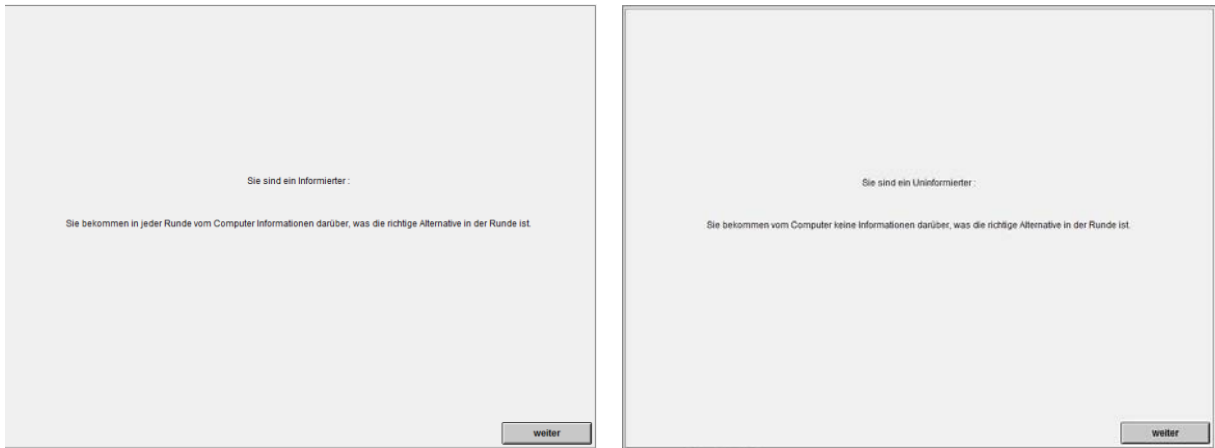 Sie sind ein Informierter :
Sie bekommen in jeder Runde vom Computer Informationen darüber, was die richtige Alternative in der Runde ist.
weiter
Sie sind ein Uninformierter :
Sie bekommen vom Computer keine Informationen darüber, was die richtige Alternative in der Runde ist.
weiter